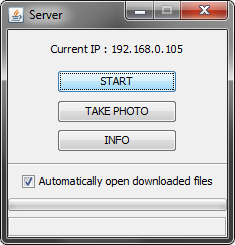 Server
Current IP : 192.168.0.105
START
TAKE PHOTO
INFO
Automatically open downloaded files